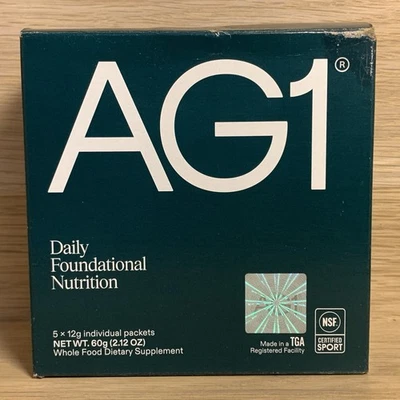 AG1®
Daily
Foundational
Nutrition
5 × 12g individual packets
NET WT. 60g (2.12 OZ)
Whole Food Dietary Supplement
Made in a TGA
Registered Facility
NSF®
CERTIFIED
SPORT